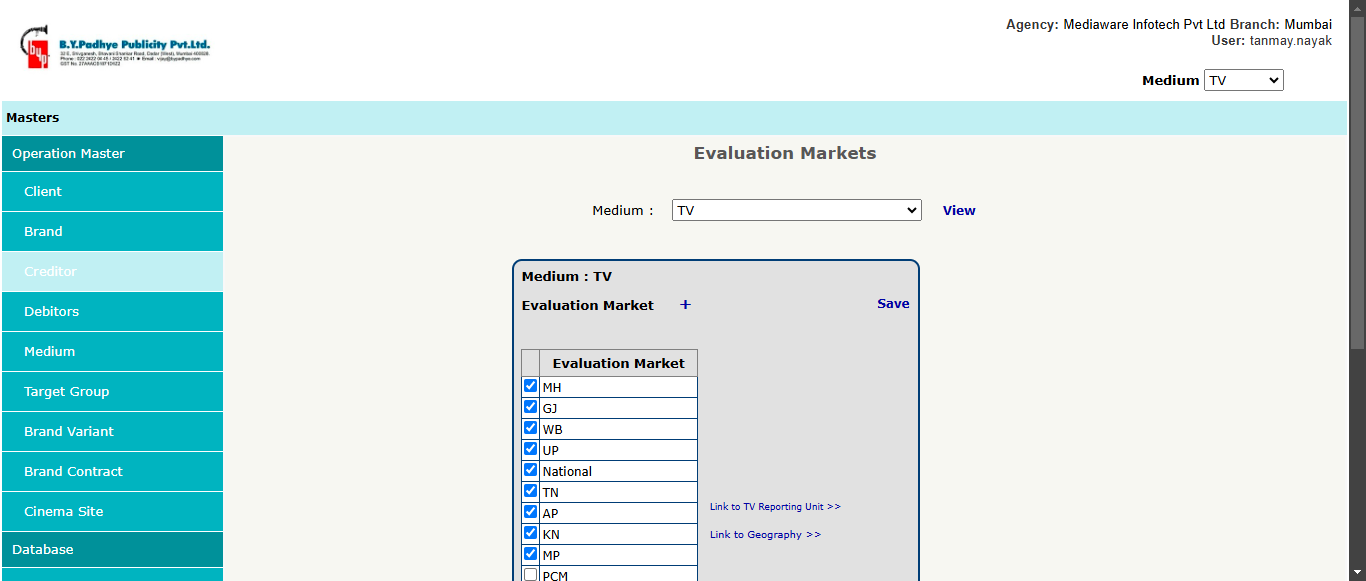 Agency: Mediaware Infotech Pvt Ltd Branch: Mumbai
User: tanmay.nayak
B.Y.Padhye Publicity Pvt.Ltd.
Medium TV
Masters
Operation Master
Client
Brand
Creditor
Debitors
Medium
Target Group
Brand Variant
Brand Contract
Cinema Site
Database
Evaluation Markets
Medium : TV View
Medium : TV
Evaluation Market + Save
Evaluation Market
MH
GJ
WB
UP
National
TN
AP
KN
MP
PCM
Link to TV Reporting Unit >>
Link to Geography >>